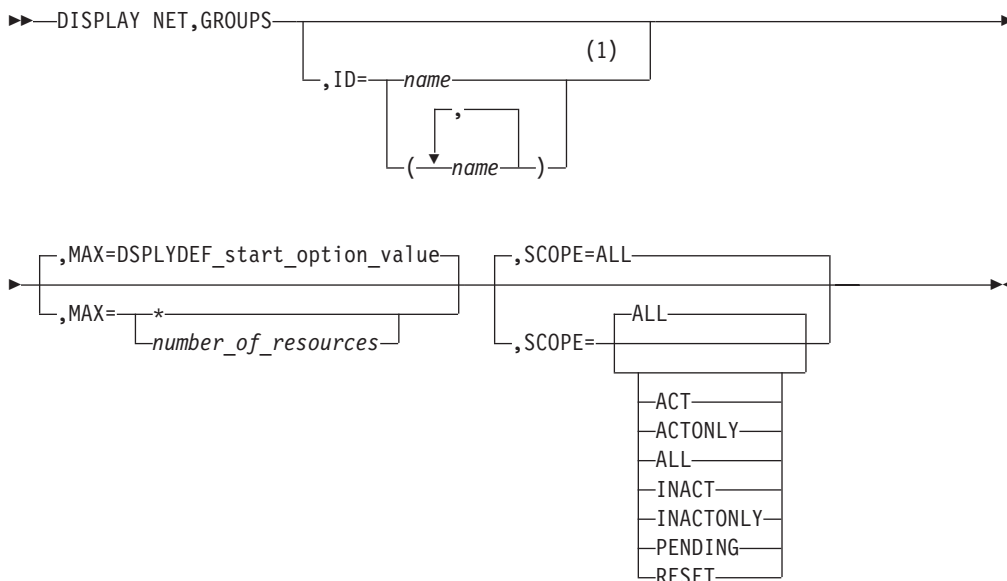 DISPLAY NET,GROUPS
(1)
,ID= name
,
( name )
,MAX=DSPLYDEF_start_option_value ,SCOPE=ALL
,MAX= * ALL
number_of_resources ,SCOPE=
ACT
ACTONLY
ALL
INACT
INACTONLY
PENDING
RESET